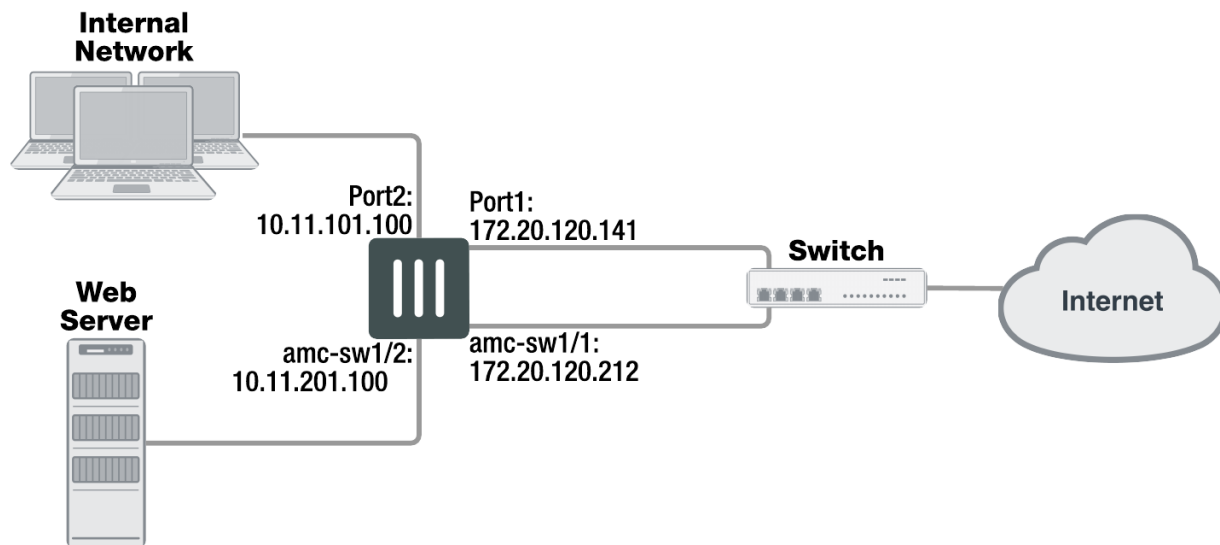 Internal
Network
Port2:
10.11.101.100
Port1:
172.20.120.141
Switch
Internet
Web
Server
amc-sw1/2:
10.11.201.100
amc-sw1/1:
172.20.120.212